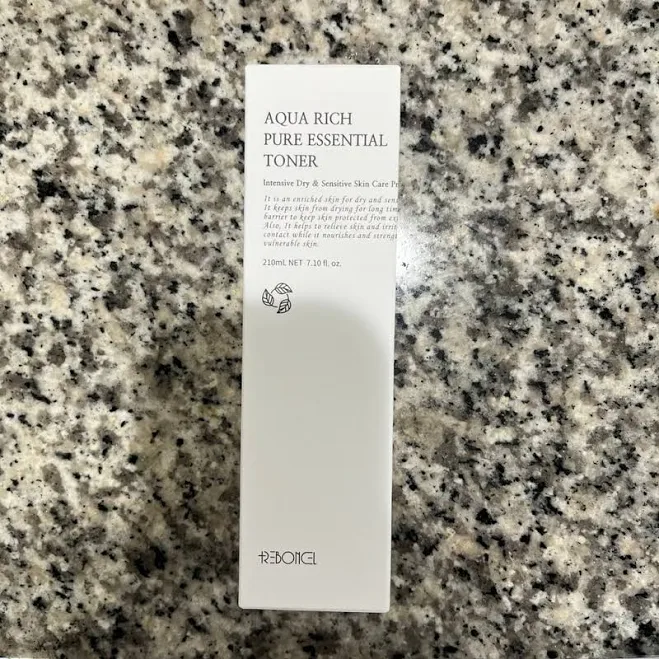 AQUA RICH
PURE ESSENTIAL
TONER
Intensive Dry & Sensitive Skin Care
It is an enriched skin for dry and
It keeps skin from drying for long
barrier to keep skin protected from
Also, It helps to relieve skin and
contact while it nourishes and
vulnerable skin.
210mL NET 7.10 fl. oz.
REBONCEL